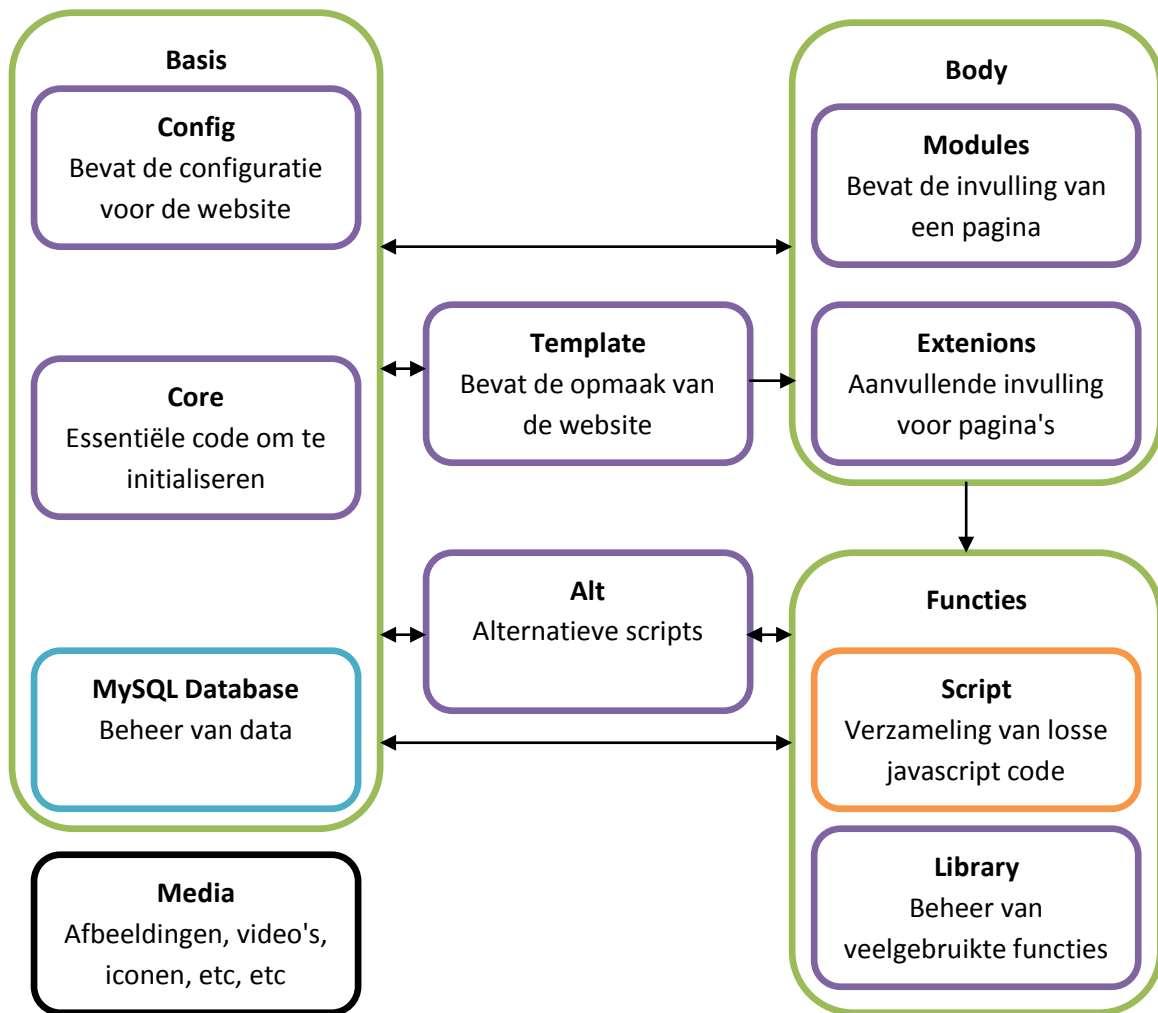 Basis
Config
Bevat de configuratie
voor de website
Core
Essentiële code om te
initialiseren
MySQL Database
Beheer van data
Media
Afbeeldingen, video's,
iconen, etc, etc
Template
Bevat de opmaak van
de website
Alt
Alternatieve scripts
Body
Modules
Bevat de invulling van
een pagina
Extenions
Aanvullende invulling
voor pagina's
Functies
Script
Verzameling van losse
javascript code
Library
Beheer van
veelgebruikte functies